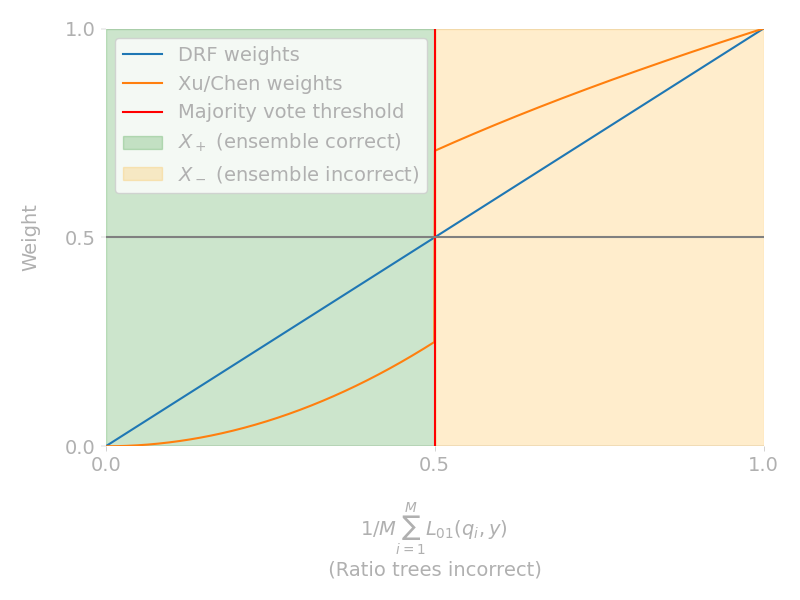 1.0
DRF weights
Xu/Chen weights
Majority vote threshold
X₊ (ensemble correct)
X₋ (ensemble incorrect)
Weight
0.5
0.0
0.0 0.5 1.0
1/M ∑_{i=1}^{M} L₀₁(qᵢ, y)
(Ratio trees incorrect)